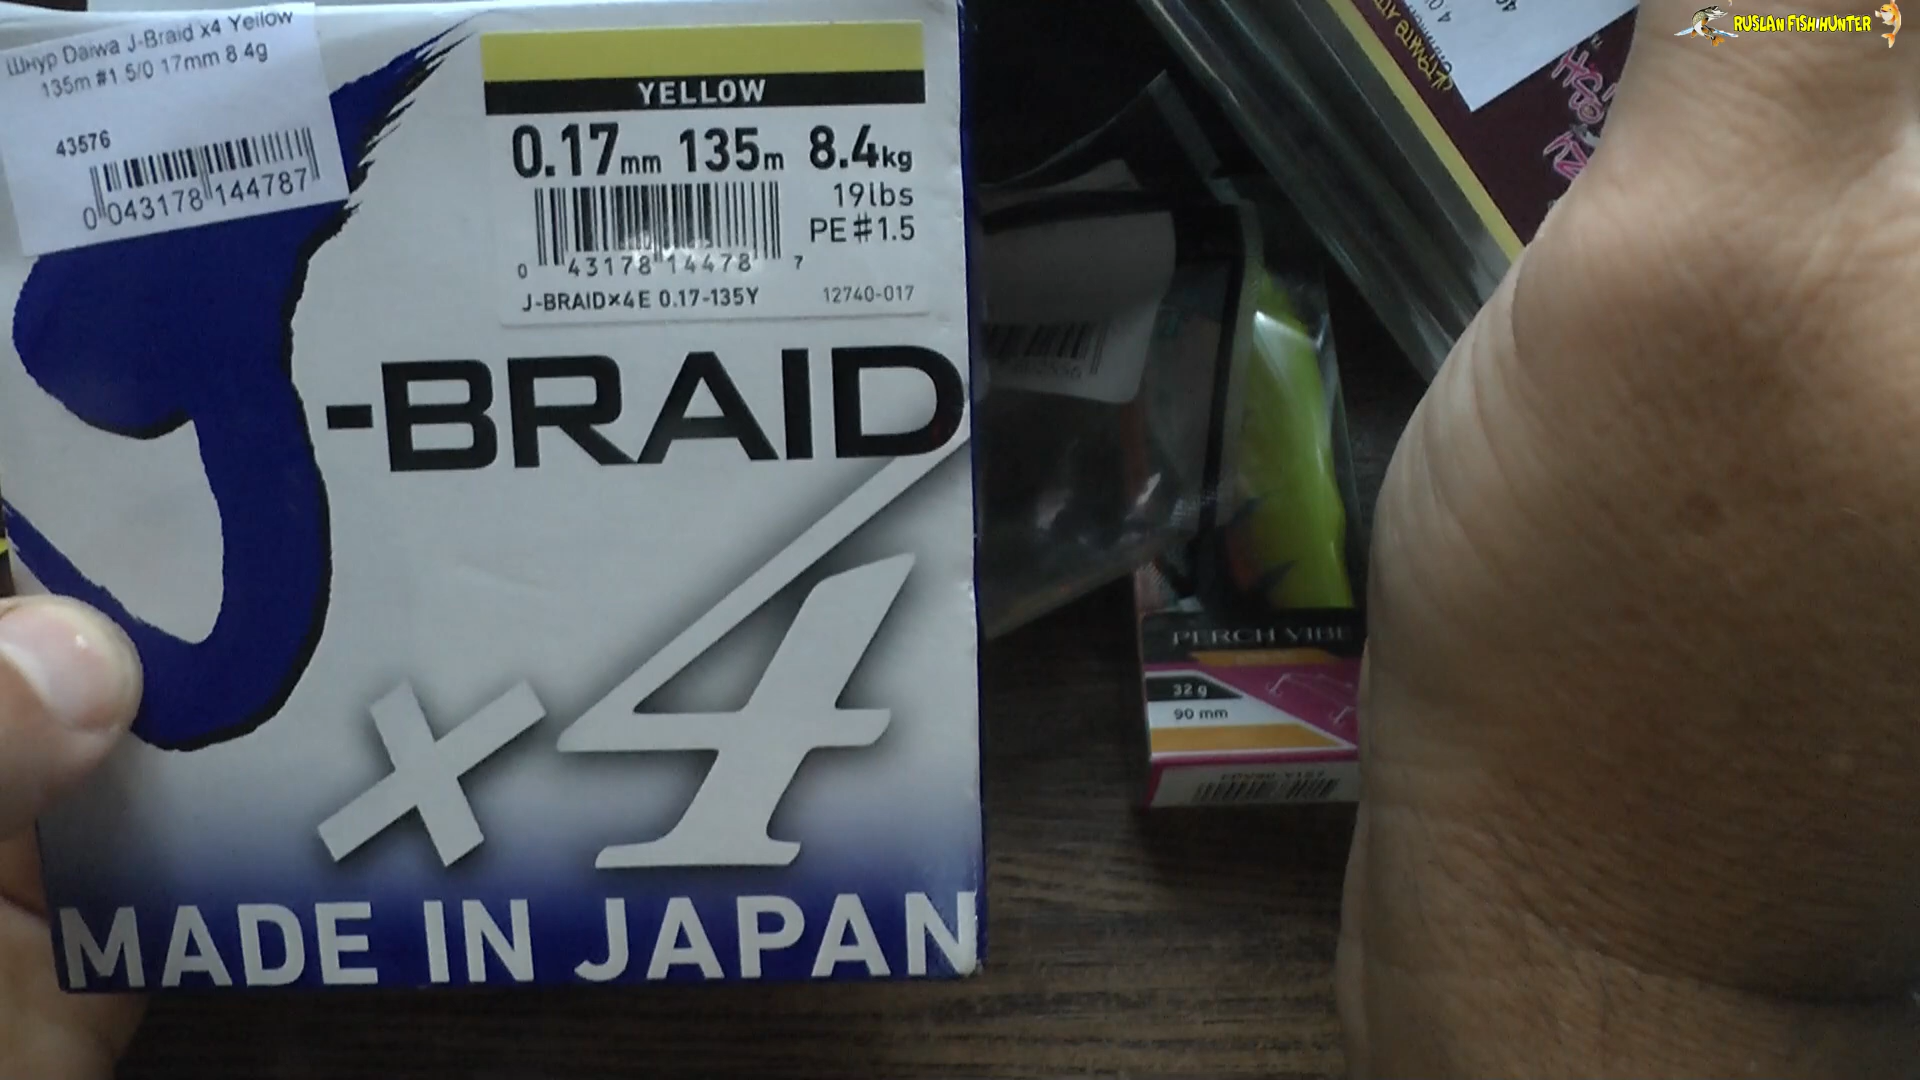 Шнур Daiwa J-Braid x4 Yellow
135m #1.5/0 17mm 8.4g
43576
0 043178 144787
YELLOW
0.17mm 135m 8.4kg
19lbs
PE#1.5
0 43178 14478 7
J-BRAID×4E 0.17-135Y 12740-017
J-BRAID
×4
MADE IN JAPAN
PERCH VIBE
32 g
90 mm
RUSLAN FISHHUNTER